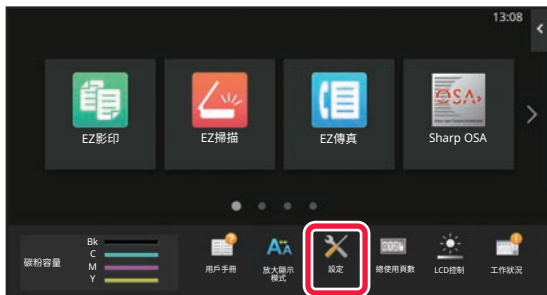 13:08
EZ影印
EZ掃描
EZ傳真
Sharp OSA
OSA
碳粉容量
Bk
C
M
Y
用戶手冊
放大顯示
模式
設定
總使用頁數
LCD控制
工作狀況